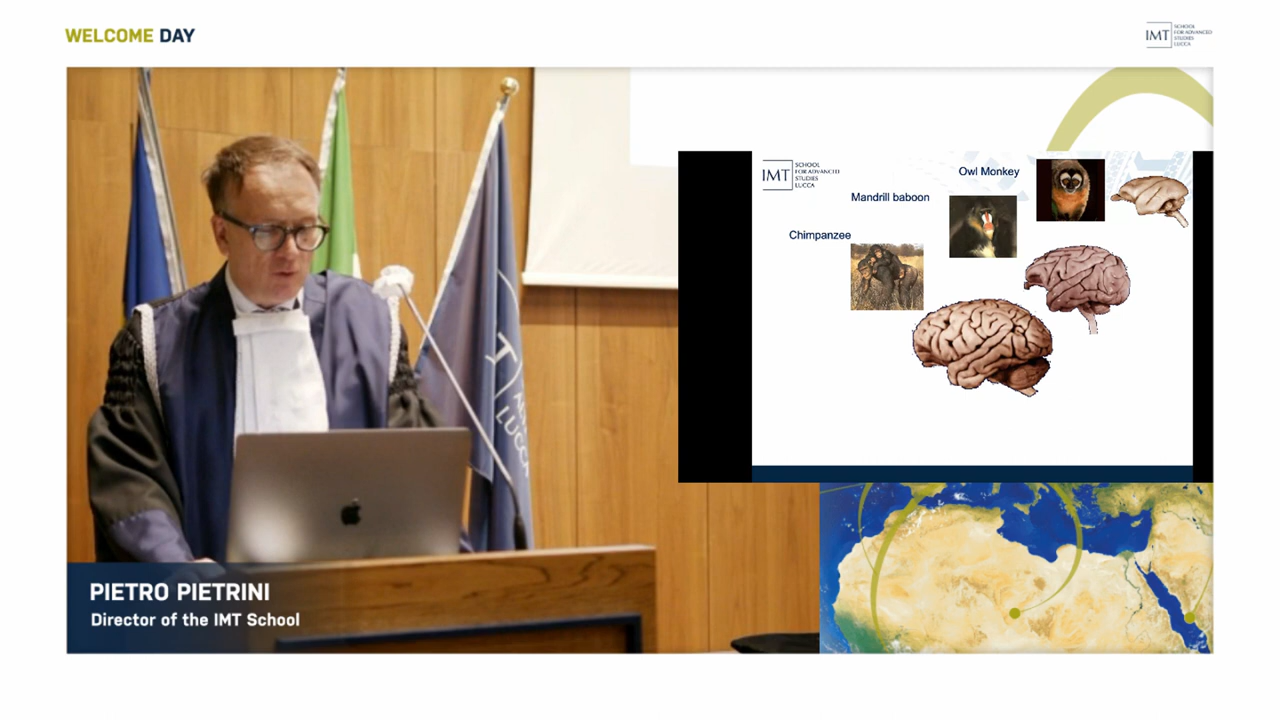 WELCOME DAY
IMT
SCHOOL
FOR ADVANCED
STUDIES
LUCCA
IMT
SCHOOL
FOR ADVANCED
STUDIES
LUCCA
Owl Monkey
Mandrill baboon
Chimpanzee
LUCCA
PIETRO PIETRINI
Director of the IMT School